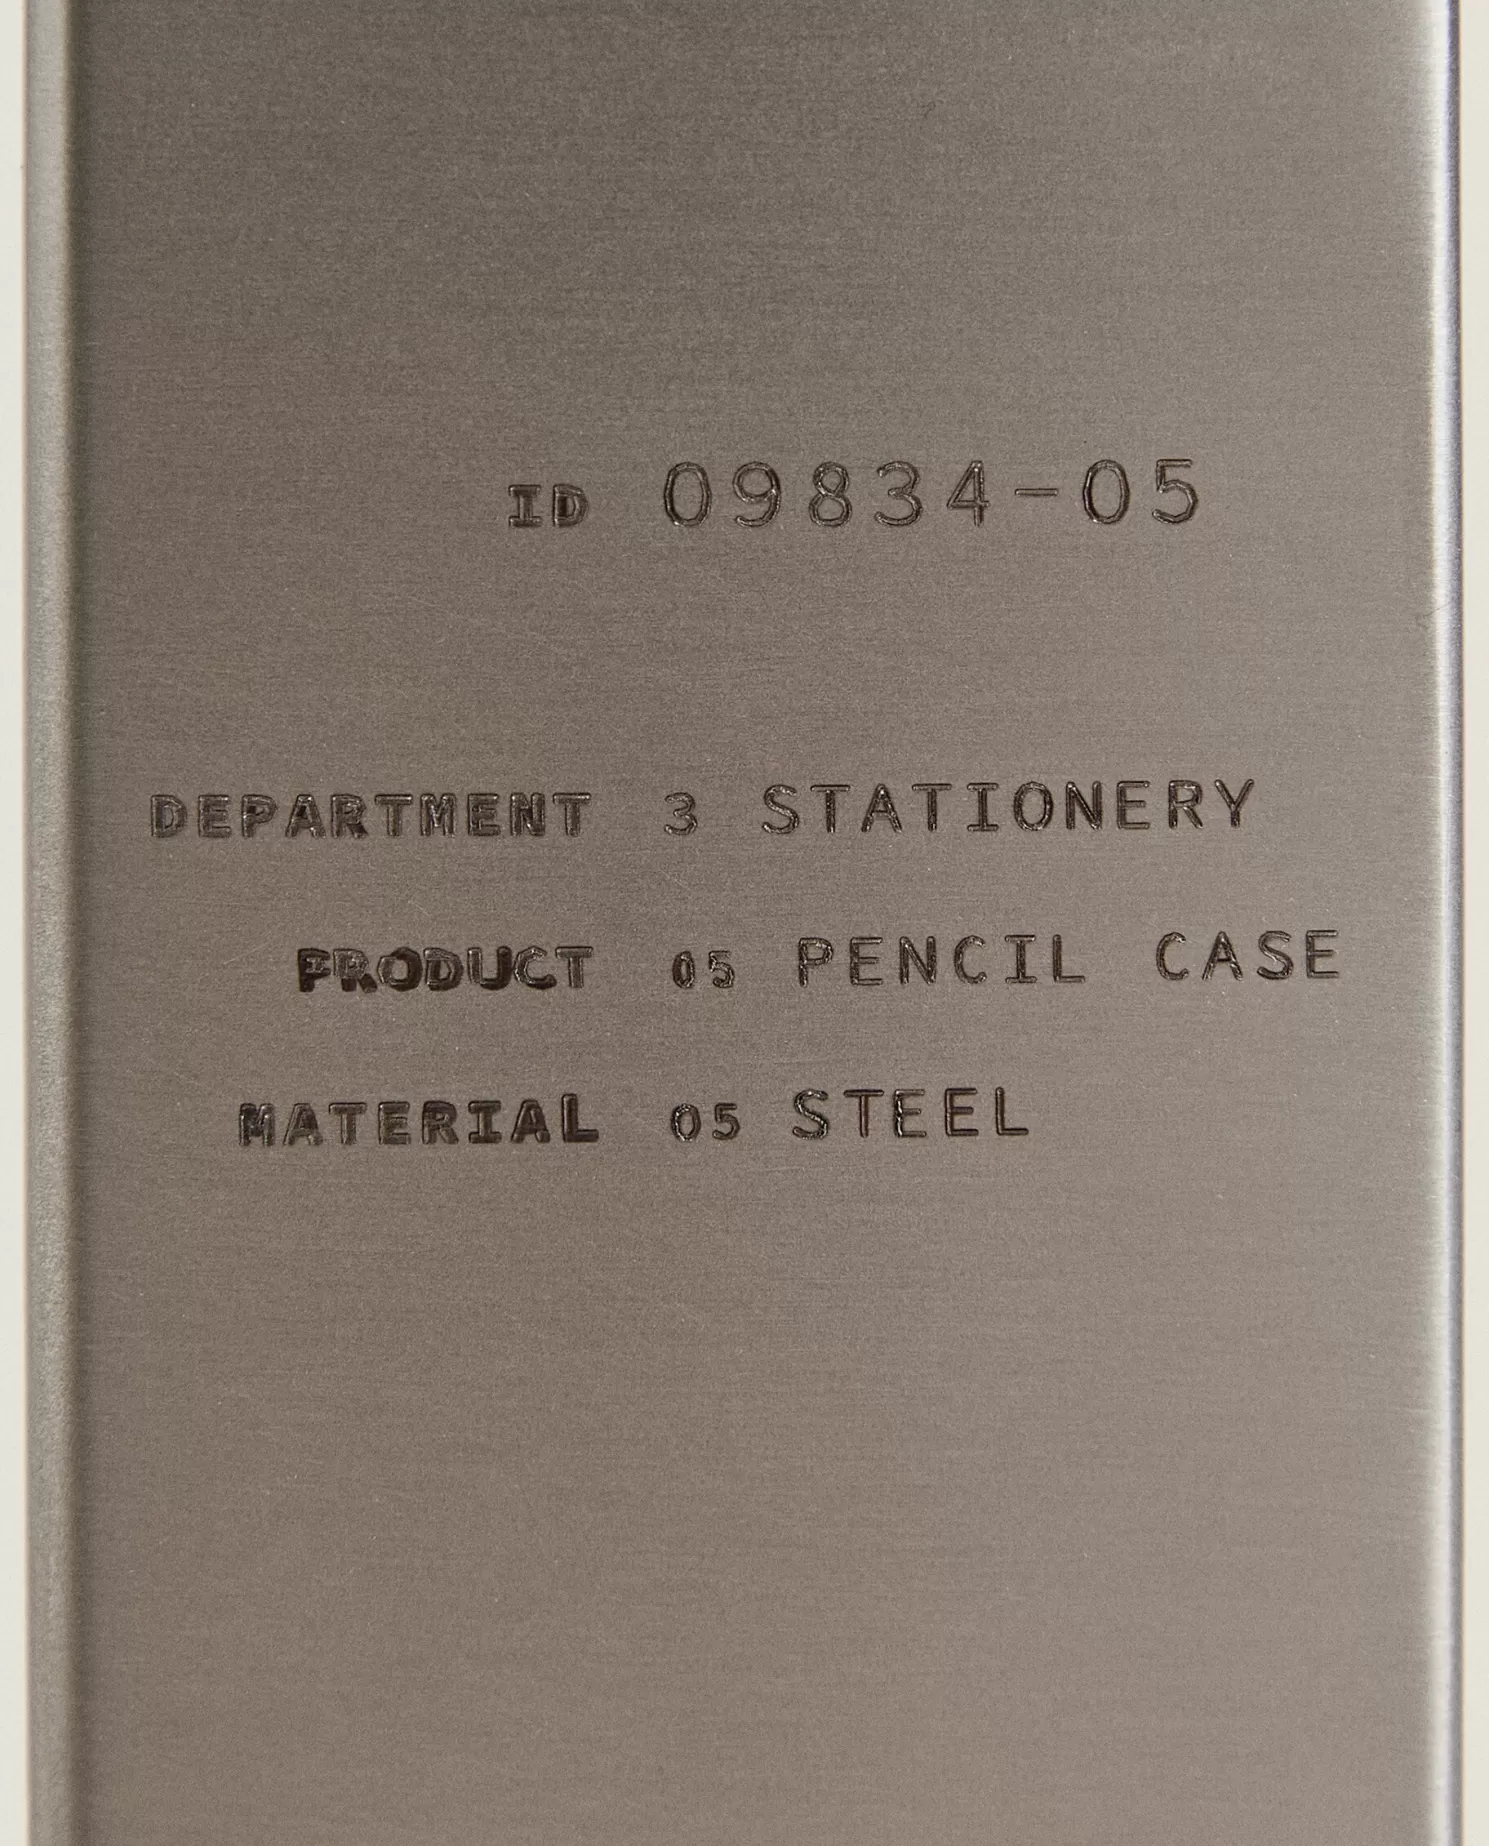 ID 09834-05
DEPARTMENT 3 STATIONERY
PRODUCT 05 PENCIL CASE
MATERIAL 05 STEEL